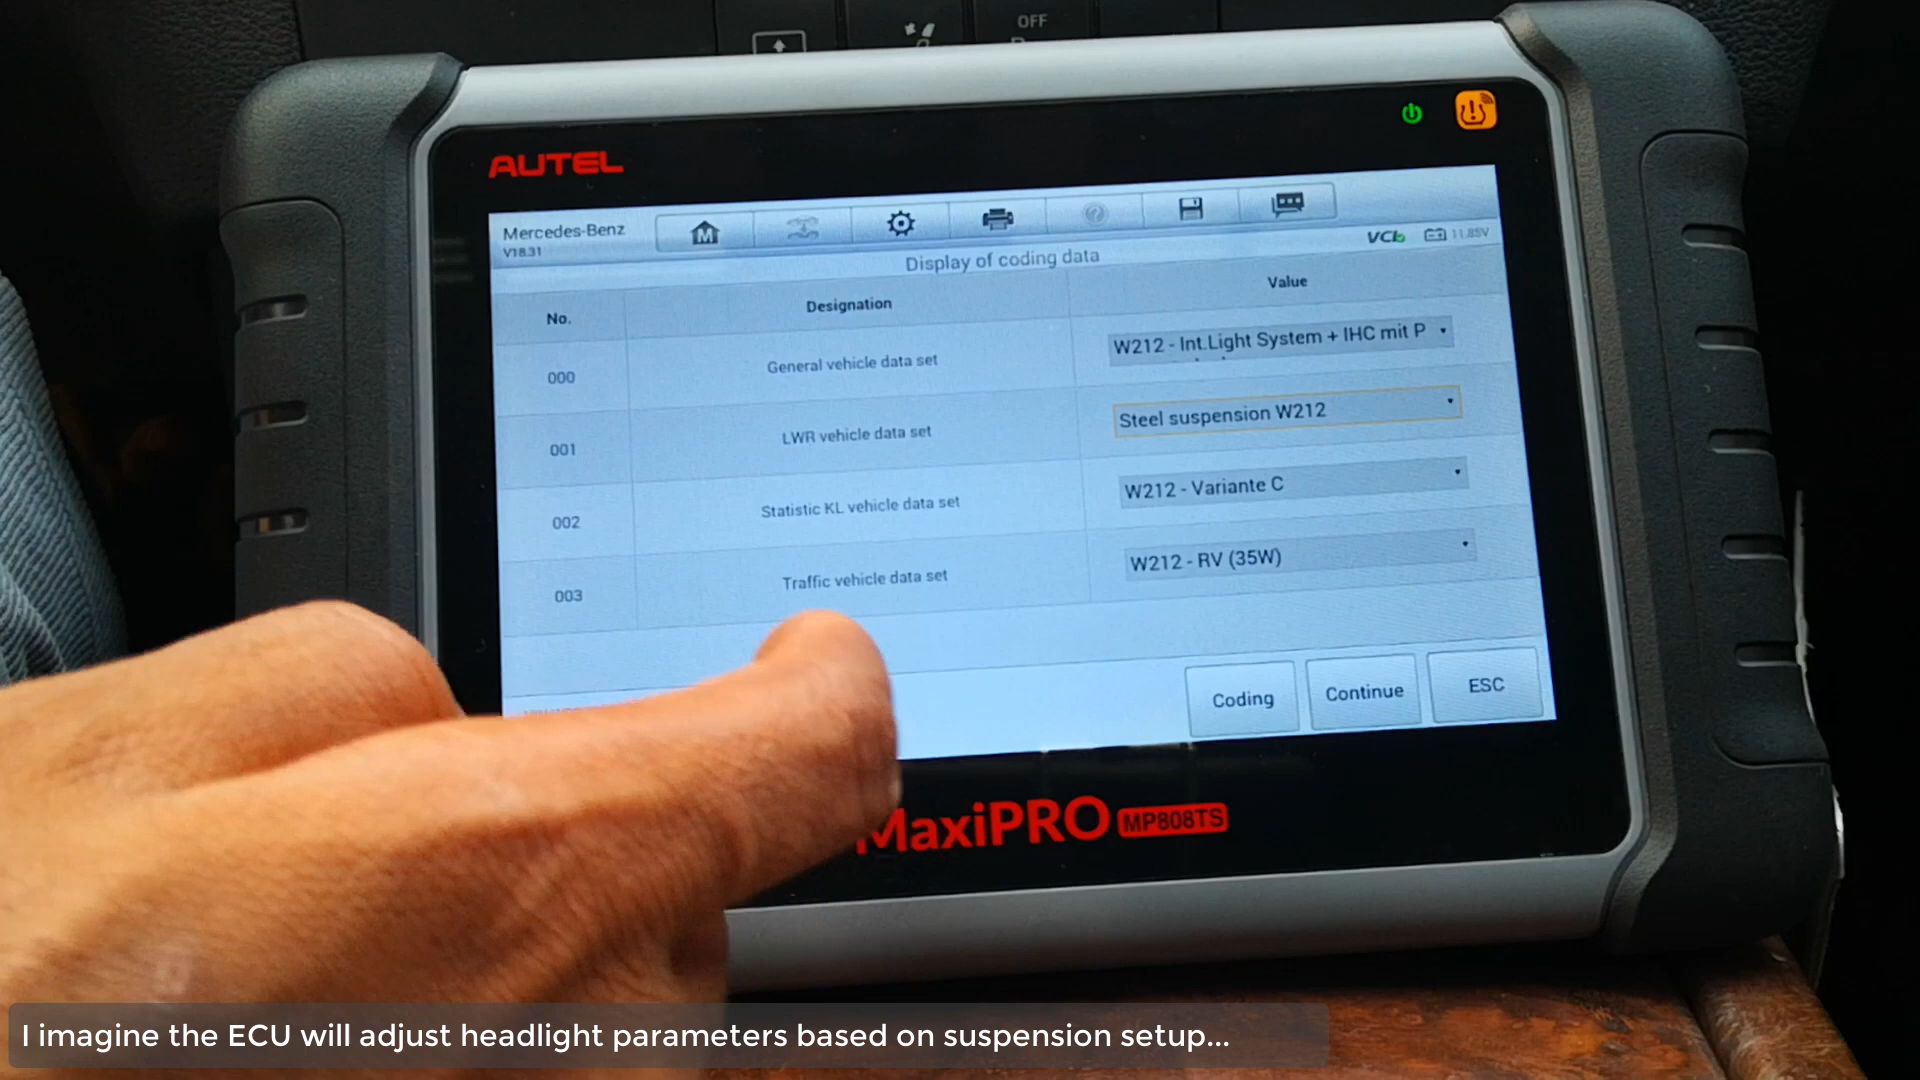 OFF
AUTEL
Mercedes-Benz
V18.31
M
VCI
11.85V
Display of coding data
No.
Designation
Value
000
General vehicle data set
W212 - Int.Light System + IHC mit P
001
LWR vehicle data set
Steel suspension W212
002
Statistic KL vehicle data set
W212 - Variante C
003
Traffic vehicle data set
W212 - RV (35W)
Coding
Continue
ESC
MaxiPRO MP808TS
I imagine the ECU will adjust headlight parameters based on suspension setup...